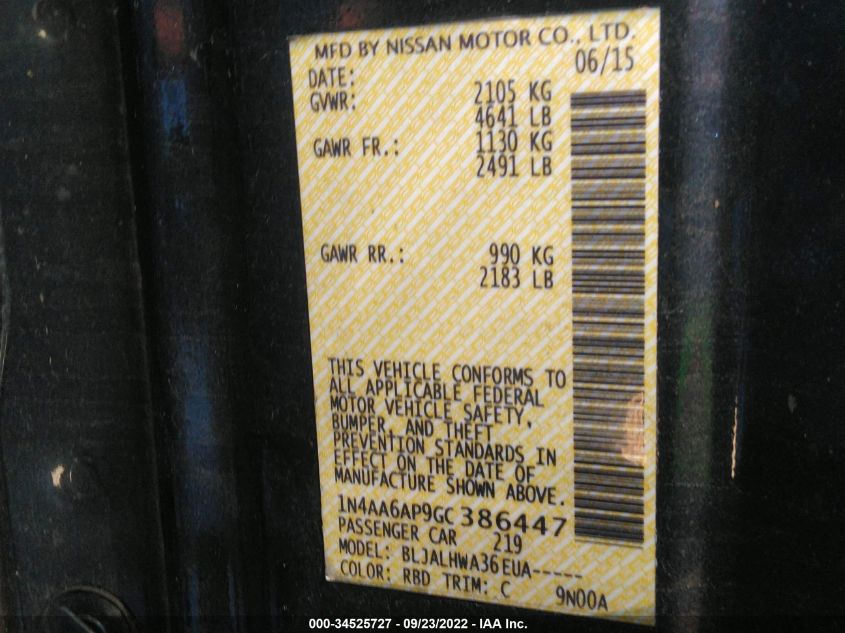 MFD BY NISSAN MOTOR CO., LTD.
DATE: 06/15
GVWR: 2105 KG
4641 LB
GAWR FR.: 1130 KG
2491 LB
GAWR RR.: 990 KG
2183 LB
THIS VEHICLE CONFORMS TO
ALL APPLICABLE FEDERAL
MOTOR VEHICLE SAFETY,
BUMPER, AND THEFT
PREVENTION STANDARDS IN
EFFECT ON THE DATE OF
MANUFACTURE SHOWN ABOVE.
1N4AA6AP9GC386447
PASSENGER CAR 219
MODEL: BLJALHWA36EUA-----
COLOR: RBD TRIM: C 9N00A
000-34525727 - 09/23/2022 - IAA Inc.